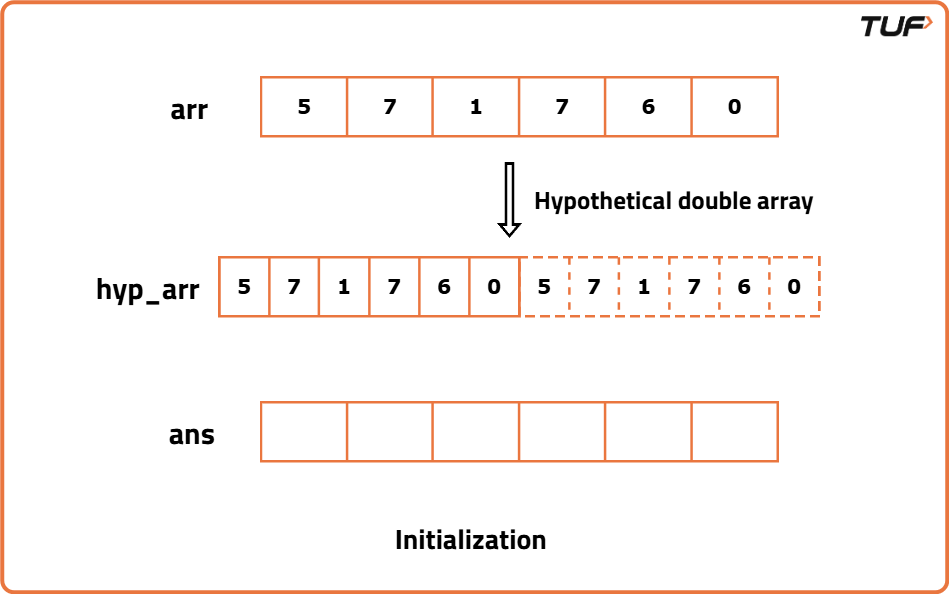 TUF
arr 5 7 1 7 6 0
Hypothetical double array
hyp_arr 5 7 1 7 6 0 5 7 1 7 6 0
ans
Initialization